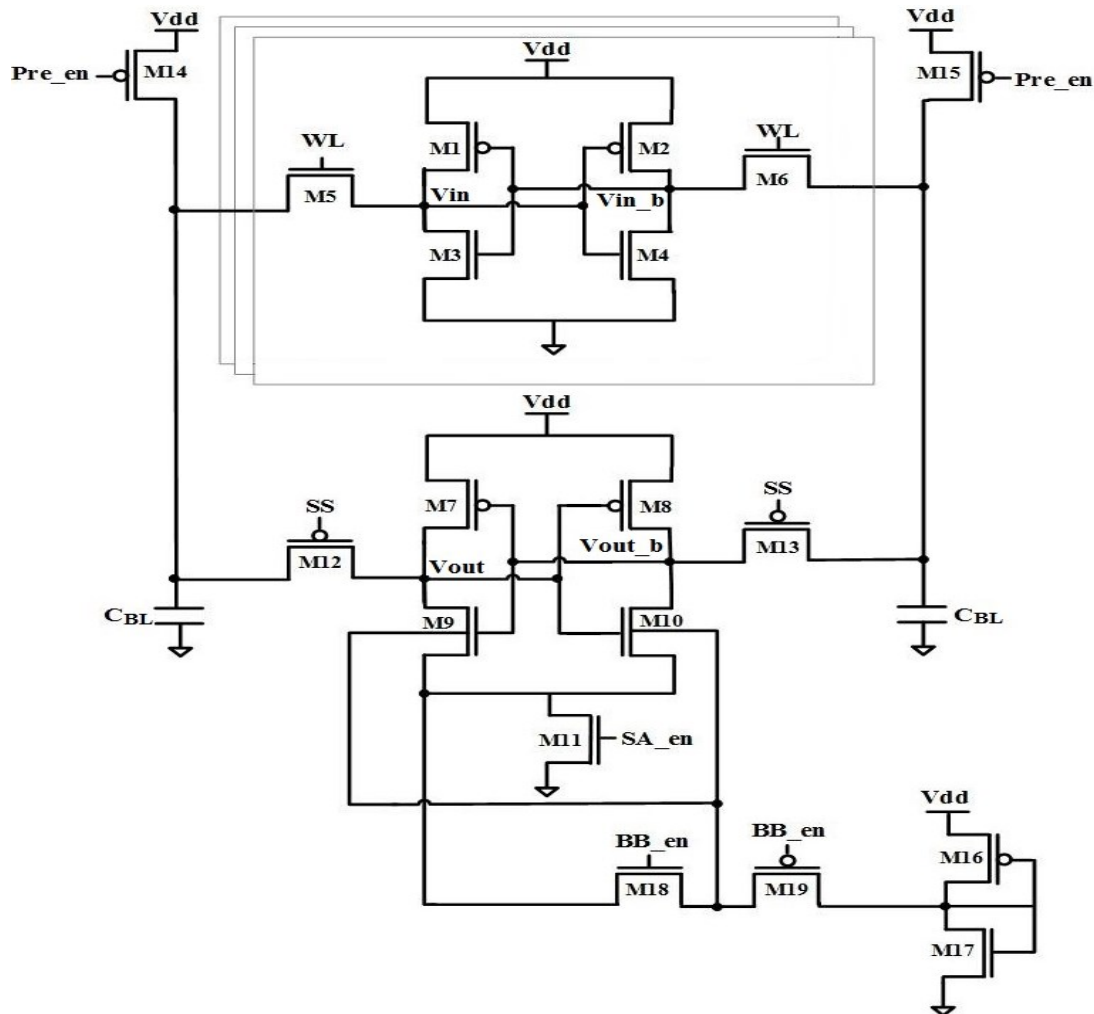 Vdd
Vdd
Vdd
Pre_en
M14
M15
Pre_en
WL
WL
M1
M2
M5
M6
Vin
Vin_b
M3
M4
Vdd
SS
SS
M7
M8
M12
M13
Vout
Vout_b
CBL
CBL
M9
M10
M11
SA_en
Vdd
BB_en
BB_en
M16
M18
M19
M17